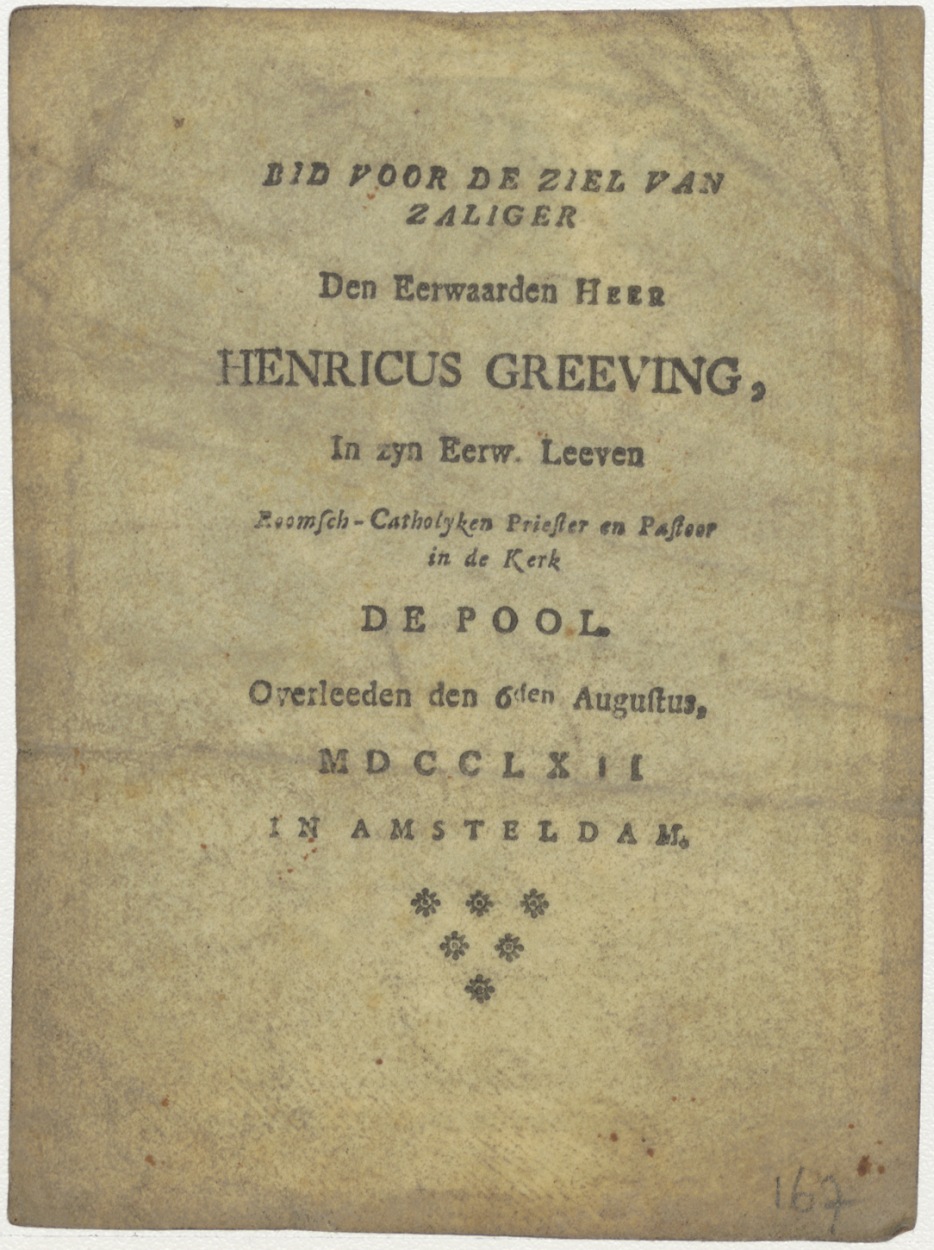 BID VOOR DE ZIEL VAN
ZALIGER
Den Eerwaarden HEER
HENRICUS GREEVING,
In zyn Eerw. Leeven
Roomſch-Catholyken Prieſter en Paſtoor
in de Kerk
DE POOL.
Overleeden den 6den Auguſtus,
MDCCLXII
IN AMSTELDAM.
167